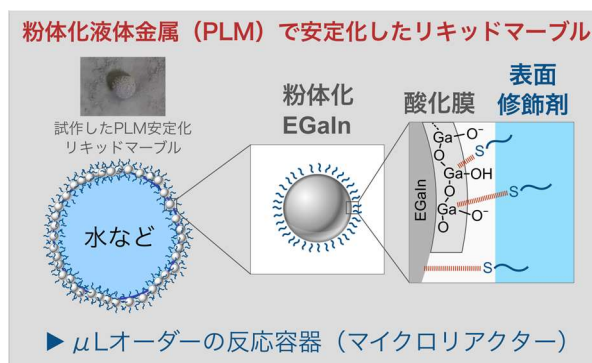 粉体化液体金属（PLM）で安定化したリキッドマーブル
試作したPLM安定化
リキッドマーブル
水など
粉体化
EGaIn
酸化膜
表面
修飾剤
EGaIn
Ga
O⁻
O
Ga
OH
O
Ga
O⁻
O
S
S
S
▶ μLオーダーの反応容器（マイクロリアクター）